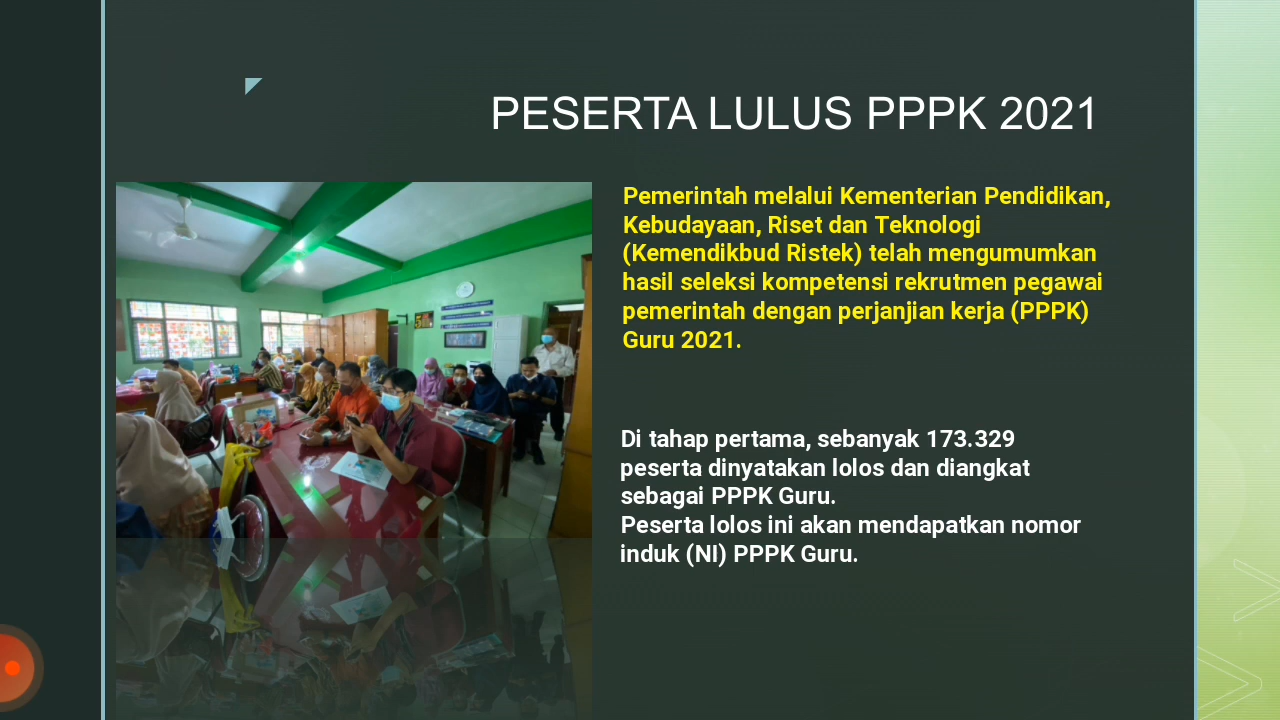 PESERTA LULUS PPPK 2021
Pemerintah melalui Kementerian Pendidikan,
Kebudayaan, Riset dan Teknologi
(Kemendikbud Ristek) telah mengumumkan
hasil seleksi kompetensi rekrutmen pegawai
pemerintah dengan perjanjian kerja (PPPK)
Guru 2021.
Di tahap pertama, sebanyak 173.329
peserta dinyatakan lolos dan diangkat
sebagai PPPK Guru.
Peserta lolos ini akan mendapatkan nomor
induk (NI) PPPK Guru.